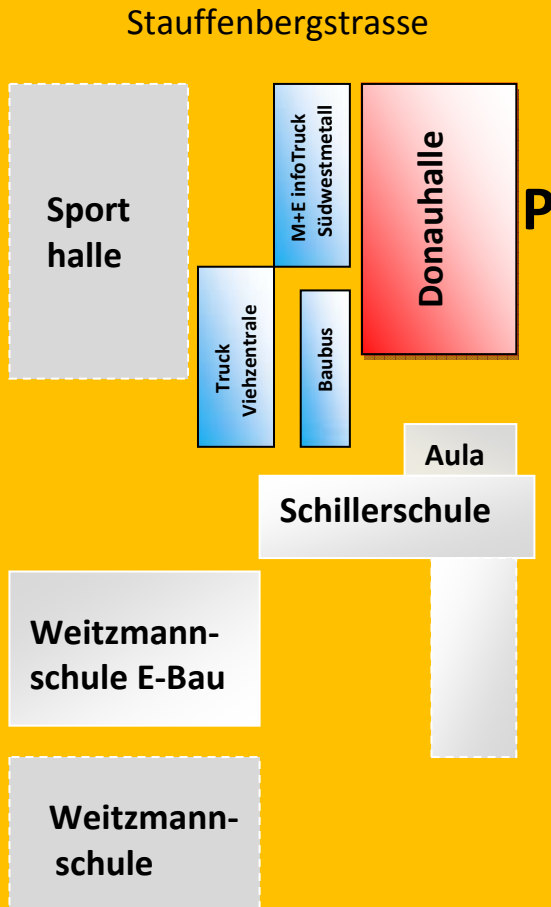 Stauffenbergstrasse
Sport
halle
M+E infoTruck
Südwestmetall
Donauhalle
P
Truck
Viehzentrale
Baubus
Aula
Schillerschule
Weitzmann-
schule E-Bau
Weitzmann-
schule